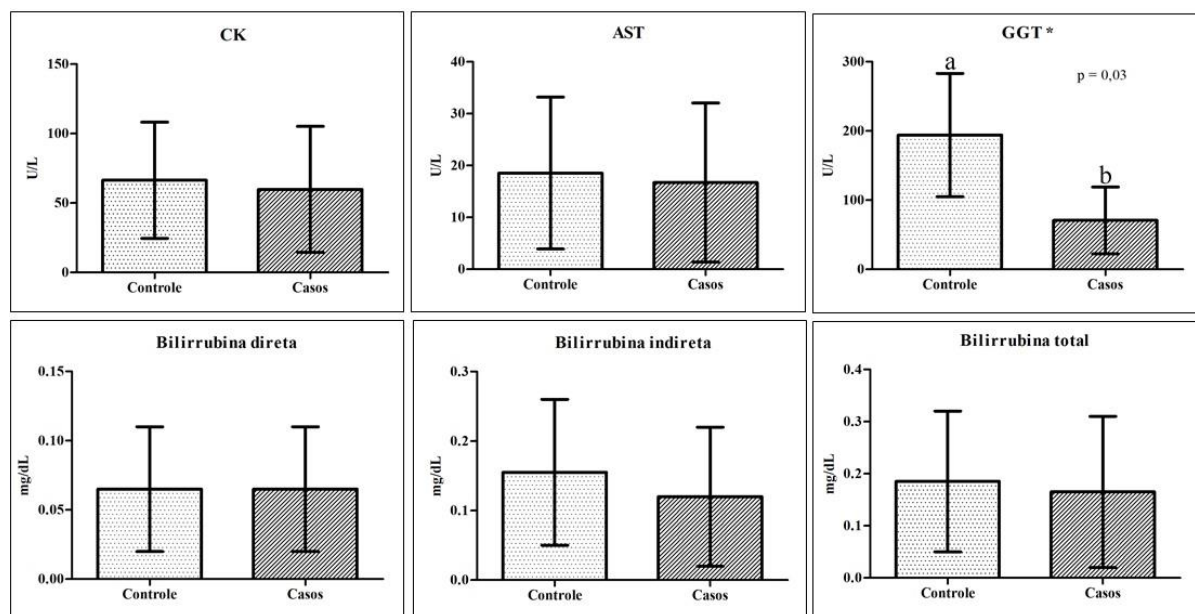 CK
150
100
50
0
U/L
Controle Casos
AST
40
30
20
10
0
U/L
Controle Casos
GGT *
300
200
100
0
U/L
a
b
p = 0,03
Controle Casos
Bilirrubina direta
0.15
0.10
0.05
0.00
mg/dL
Controle Casos
Bilirrubina indireta
0.3
0.2
0.1
0.0
mg/dL
Controle Casos
Bilirrubina total
0.4
0.3
0.2
0.1
0.0
mg/dL
Controle Casos